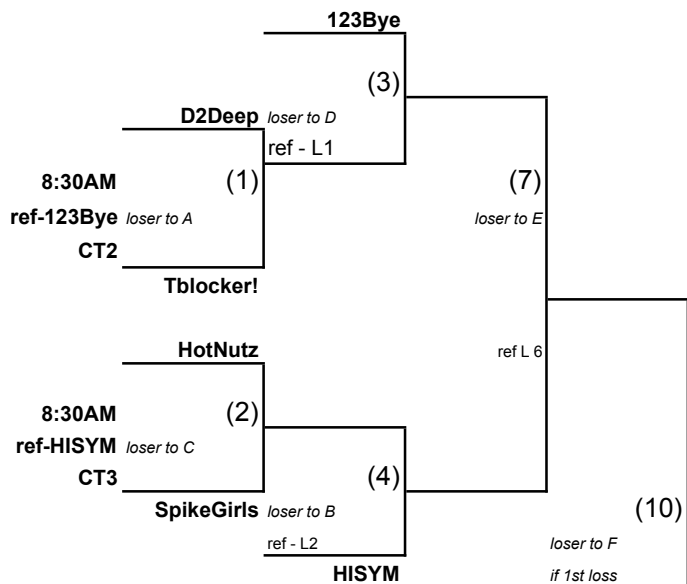 123Bye
(3)
D2Deep loser to D
ref - L1
8:30AM
(1)
(7)
ref-123Bye loser to A
loser to E
CT2
Tblocker!
HotNutz
ref L 6
8:30AM
(2)
ref-HISYM loser to C
CT3
(4)
SpikeGirls loser to B
(10)
ref - L2
loser to F
HISYM
if 1st loss